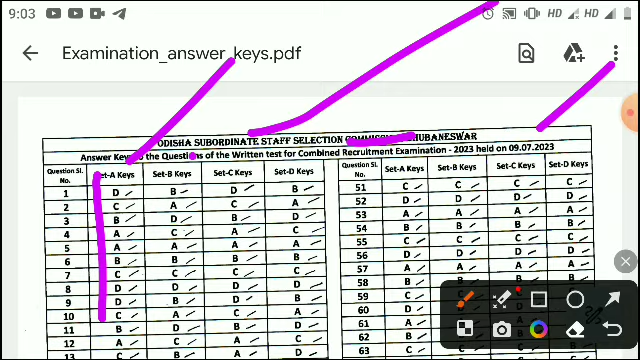 9:03 HD HD
Examination_answer_keys.pdf
ODISHA SUBORDINATE STAFF SELECTION COMMISSION BHUBANESWAR
Answer Keys to the Questions of the Written test for Combined Recruitment Examination - 2023 held on 09.07.2023
Question Sl. No. Set-A Keys Set-B Keys Set-C Keys Set-D Keys Question Sl. No. Set-A Keys Set-B Keys Set-C Keys Set-D Keys
1 D B D B 51 C C C C
2 C A C A 52 D D D D
3 B D B D 53 A A A A
4 A C A C 54 B B B B
5 A A A A 55 C C C C
6 B B B B 56 D D D D
7 C C C C 57 A A A A
8 D D D D 58 B B B B
9 D B D B 59 C C
10 C A C A 60 D D
11 B D B D 61 A
12 A C A C 62 B B
13 C B A D 63 C C